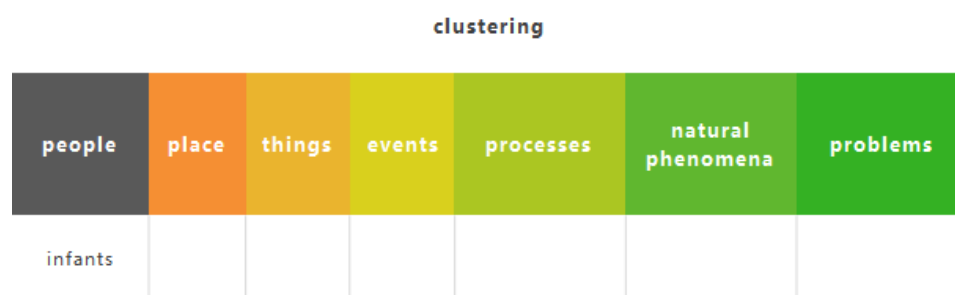 clustering
people place things events processes natural phenomena problems
infants